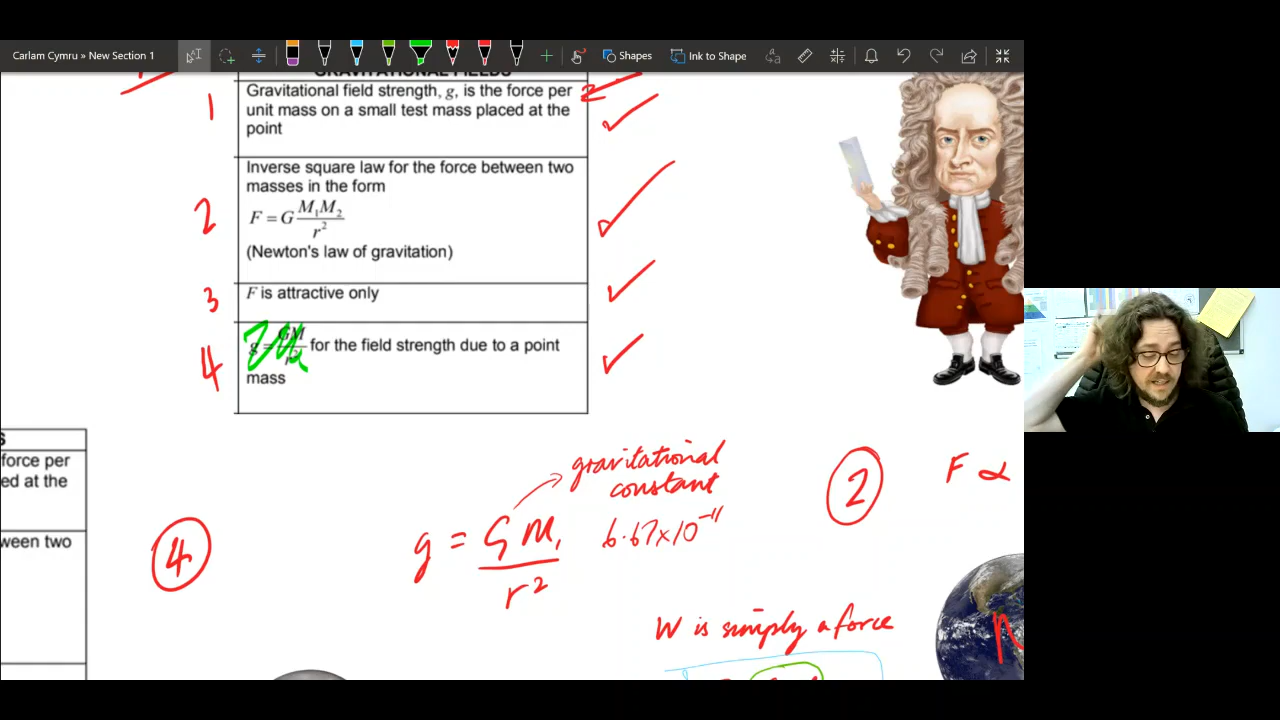 Carlam Cymru » New Section 1
Shapes
Ink to Shape
GRAVITATIONAL FIELDS
1
Gravitational field strength, g, is the force per
unit mass on a small test mass placed at the
point
2
Inverse square law for the force between two
masses in the form
F = G M₁M₂ / r²
(Newton's law of gravitation)
3
F is attractive only
4
g = GM / r² for the field strength due to a point
mass
S
force per
ed at the
ween two
4
g = GM₁ / r²
gravitational
constant
6.67x10⁻¹¹
2
F ∝
W is simply a force